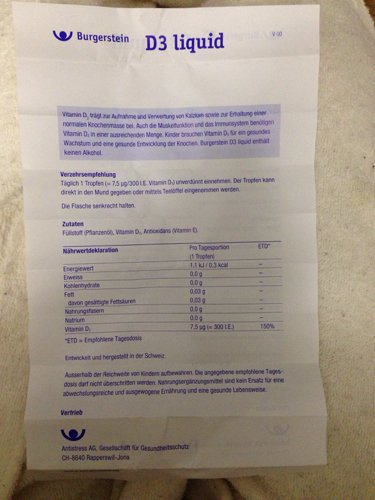 Burgerstein D3 liquid V 00
Vitamin D₃ trägt zur Aufnahme und Verwertung von Kalzium sowie zur Erhaltung einer
normalen Knochenmasse bei. Auch die Muskelfunktion und das Immunsystem benötigen
Vitamin D₃ in einer ausreichenden Menge. Kinder brauchen Vitamin D₃ für ein gesundes
Wachstum und eine gesunde Entwicklung der Knochen. Burgerstein D3 liquid enthält
keinen Alkohol.
Verzehrsempfehlung
Täglich 1 Tropfen (= 7,5 µg/300 I.E. Vitamin D₃) unverdünnt einnehmen. Der Tropfen kann
direkt in den Mund gegeben oder mittels Teelöffel eingenommen werden.
Die Flasche senkrecht halten.
Zutaten
Füllstoff (Pflanzenöl), Vitamin D₃, Antioxidans (Vitamin E).
Nährwertdeklaration Pro Tagesportion ETD*
(1 Tropfen)
Energiewert 1,1 kJ / 0,3 kcal –
Eiweiss 0,0 g –
Kohlenhydrate 0,0 g –
Fett 0,03 g –
davon gesättigte Fettsäuren 0,03 g –
Nahrungsfasern 0,0 g –
Natrium 0,0 g –
Vitamin D₃ 7,5 µg (= 300 I.E.) 150%
*ETD = Empfohlene Tagesdosis
Entwickelt und hergestellt in der Schweiz.
Ausserhalb der Reichweite von Kindern aufbewahren. Die angegebene empfohlene Tages-
dosis darf nicht überschritten werden. Nahrungsergänzungsmittel sind kein Ersatz für eine
abwechslungsreiche und ausgewogene Ernährung und eine gesunde Lebensweise.
Vertrieb
Antistress AG, Gesellschaft für Gesundheitsschutz
CH-8640 Rapperswil-Jona